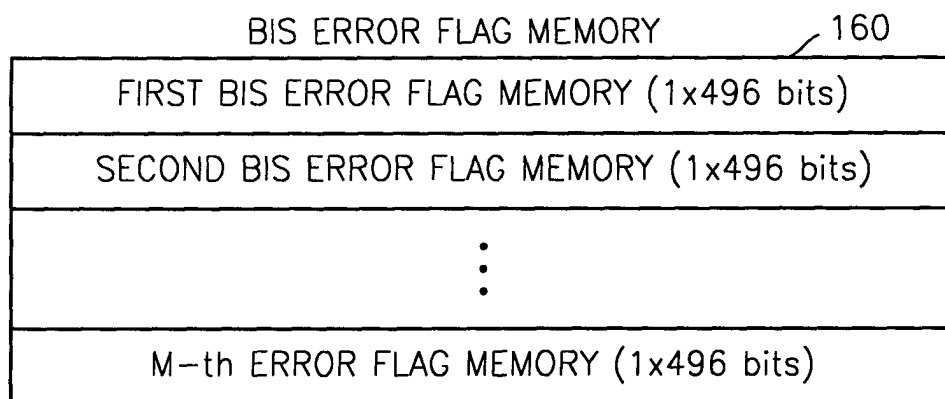 BIS ERROR FLAG MEMORY 160
FIRST BIS ERROR FLAG MEMORY (1x496 bits)
SECOND BIS ERROR FLAG MEMORY (1x496 bits)
M-th ERROR FLAG MEMORY (1x496 bits)